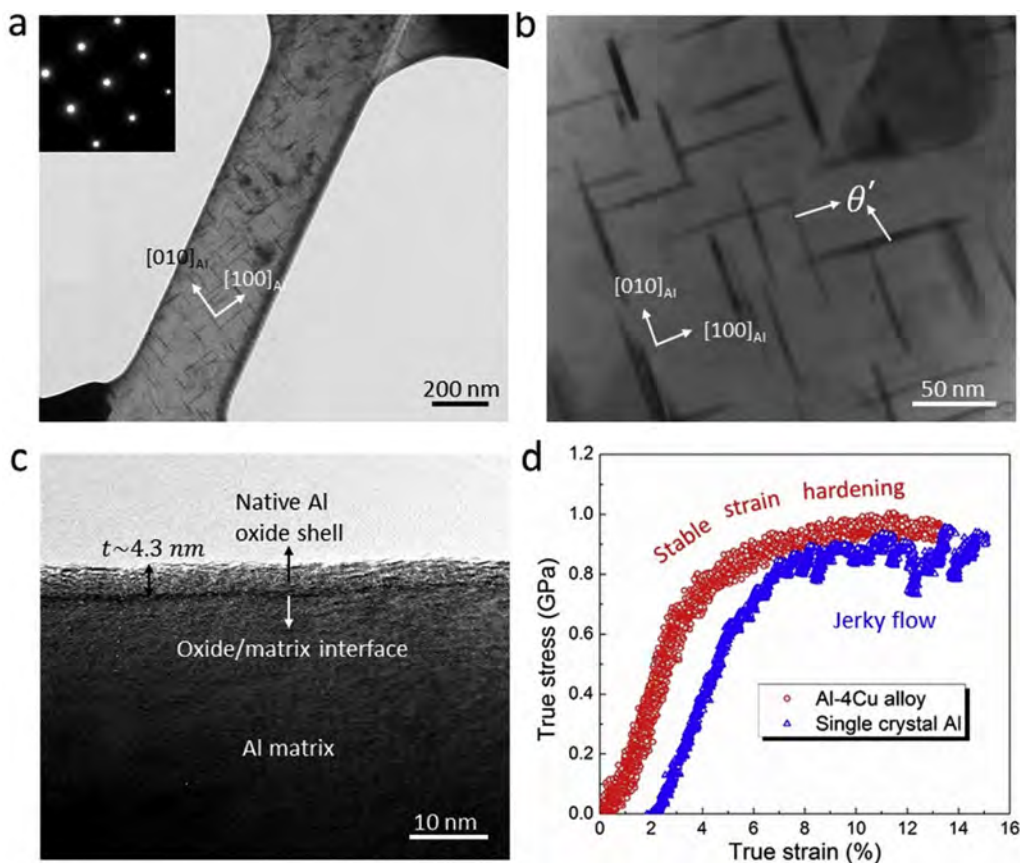 a
[010]Al
[100]Al
200 nm
b
θ′
[010]Al
[100]Al
50 nm
c
Native Al
oxide shell
t~4.3 nm
Oxide/matrix interface
Al matrix
10 nm
d
True stress (GPa)
1.2
1.0
0.8
0.6
0.4
0.2
0.0
Stable strain hardening
Jerky flow
Al-4Cu alloy
Single crystal Al
0 2 4 6 8 10 12 14 16
True strain (%)